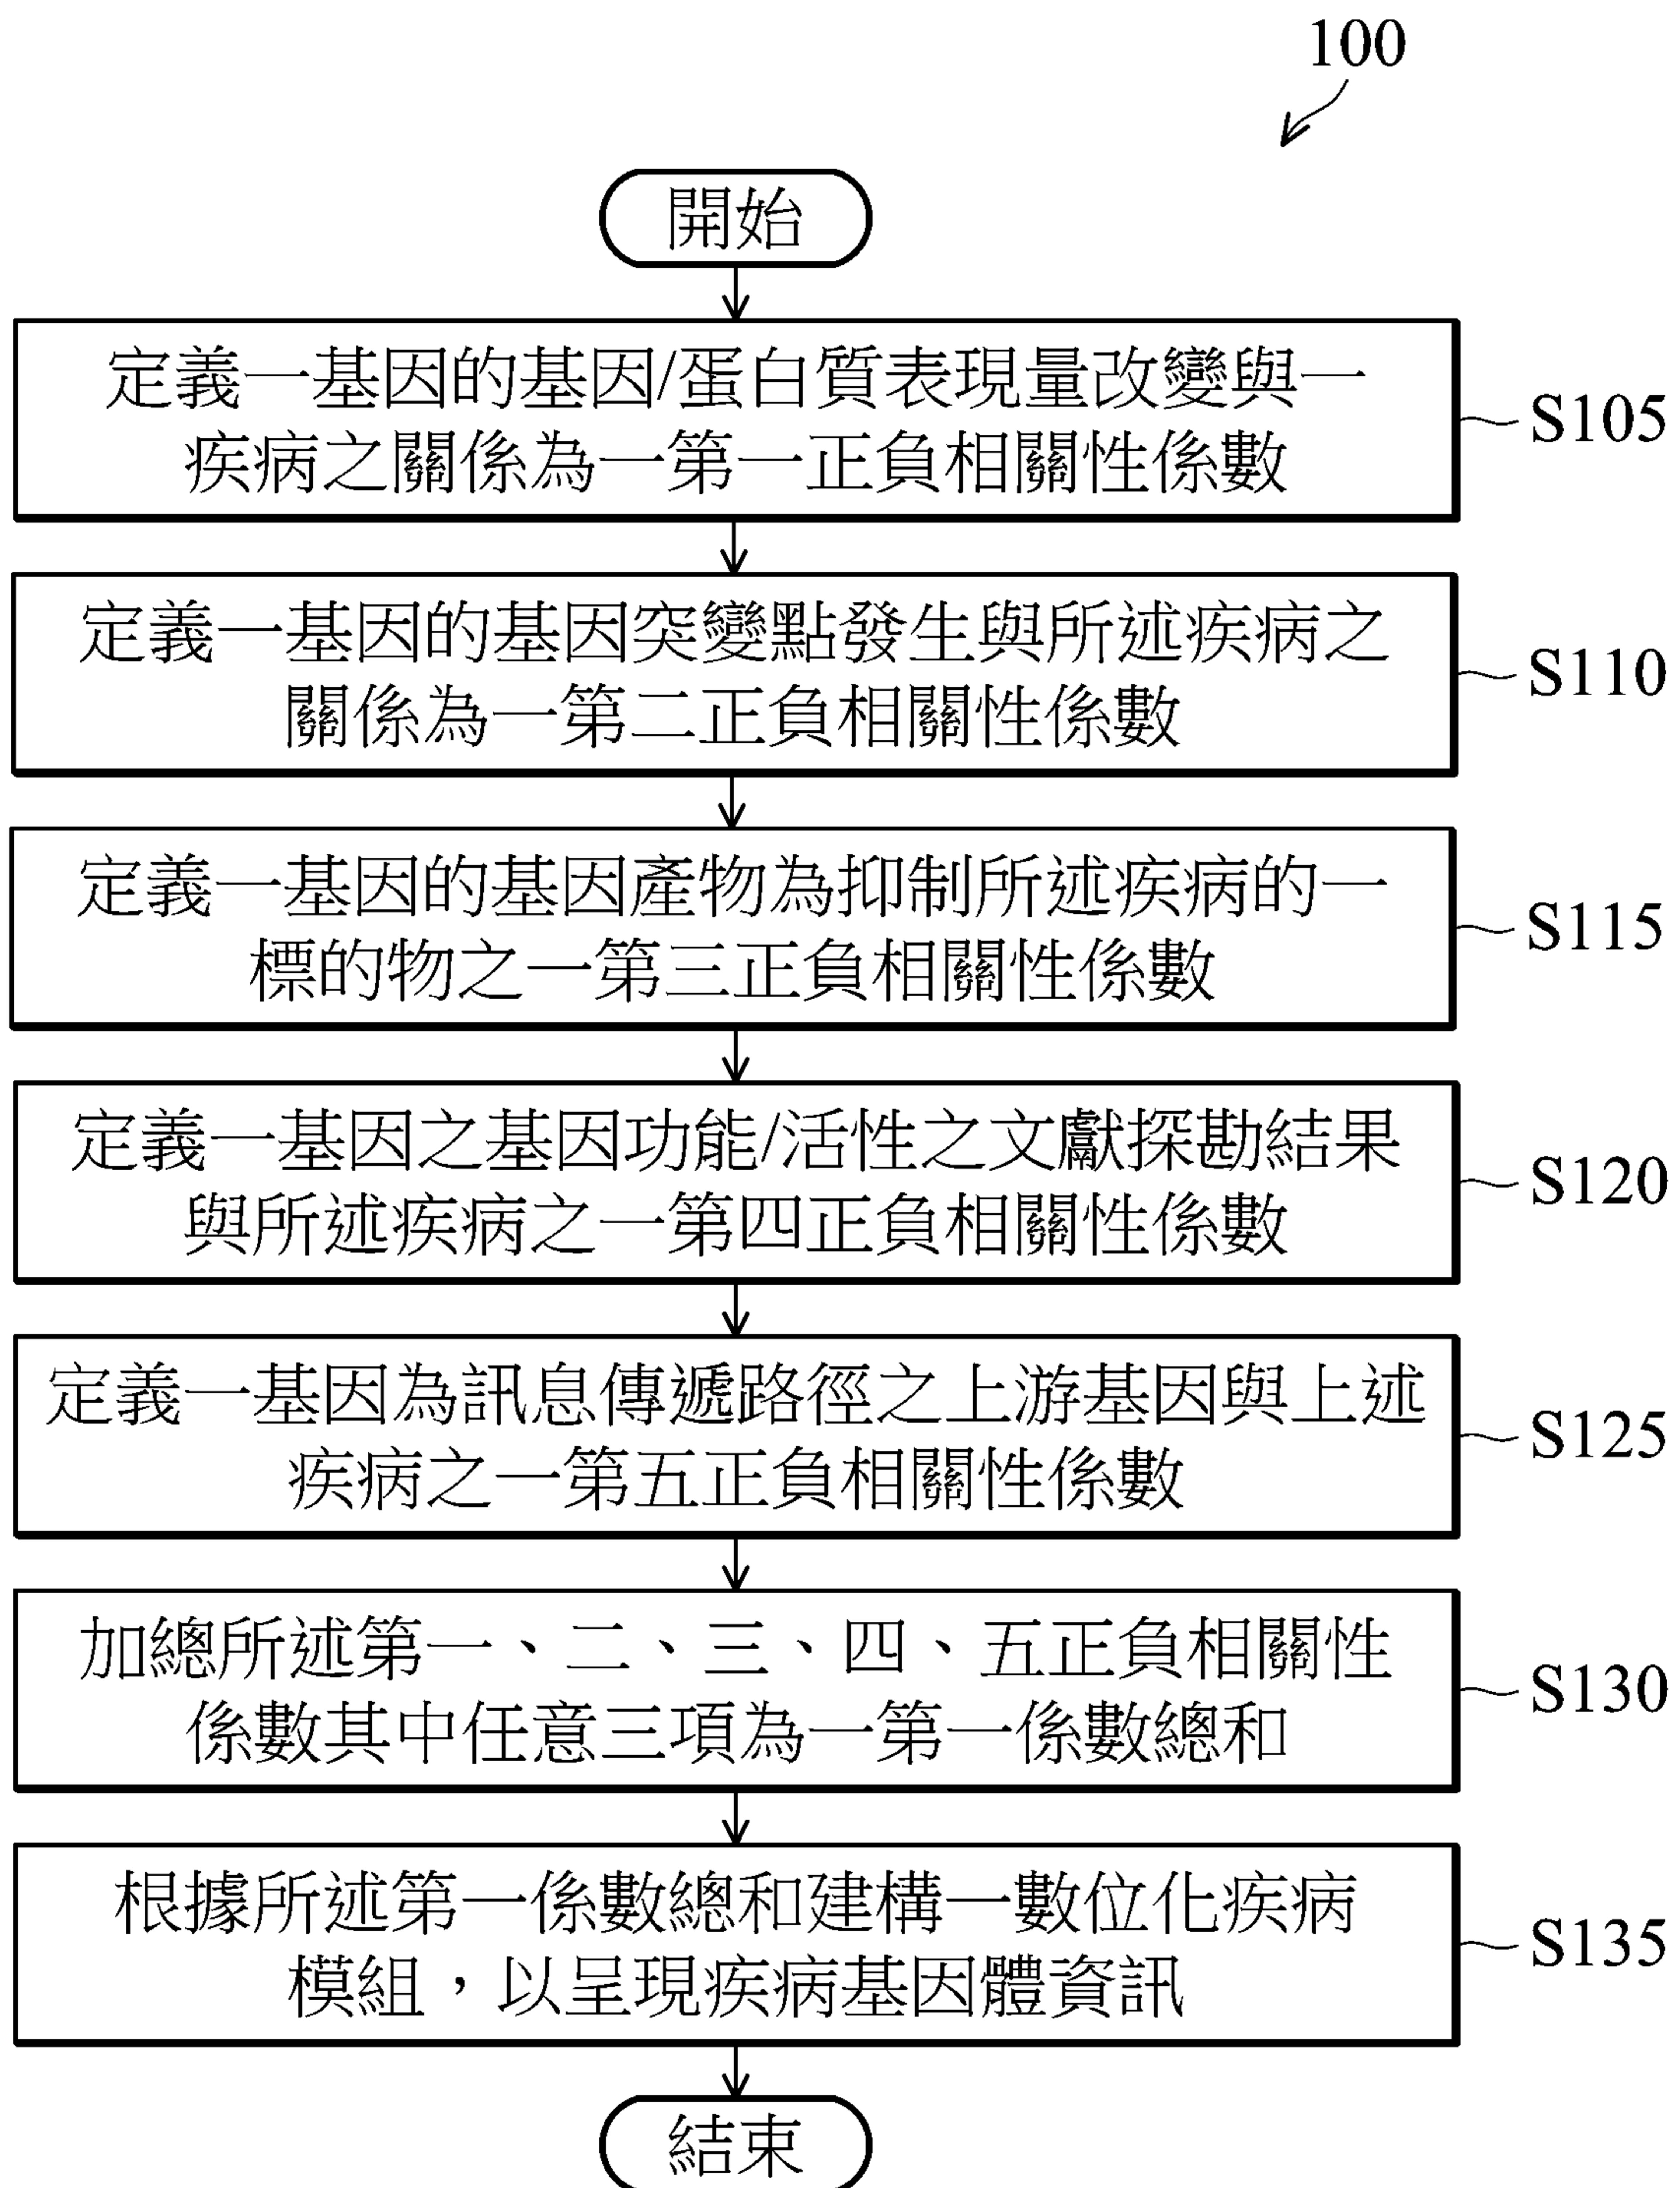 100
開始
定義一基因的基因/蛋白質表現量改變與一
疾病之關係為一第一正負相關性係數
S105
定義一基因的基因突變點發生與所述疾病之
關係為一第二正負相關性係數
S110
定義一基因的基因產物為抑制所述疾病的一
標的物之一第三正負相關性係數
S115
定義一基因之基因功能/活性之文獻探勘結果
與所述疾病之一第四正負相關性係數
S120
定義一基因為訊息傳遞路徑之上游基因與上述
疾病之一第五正負相關性係數
S125
加總所述第一、二、三、四、五正負相關性
係數其中任意三項為一第一係數總和
S130
根據所述第一係數總和建構一數位化疾病
模組，以呈現疾病基因體資訊
S135
結束